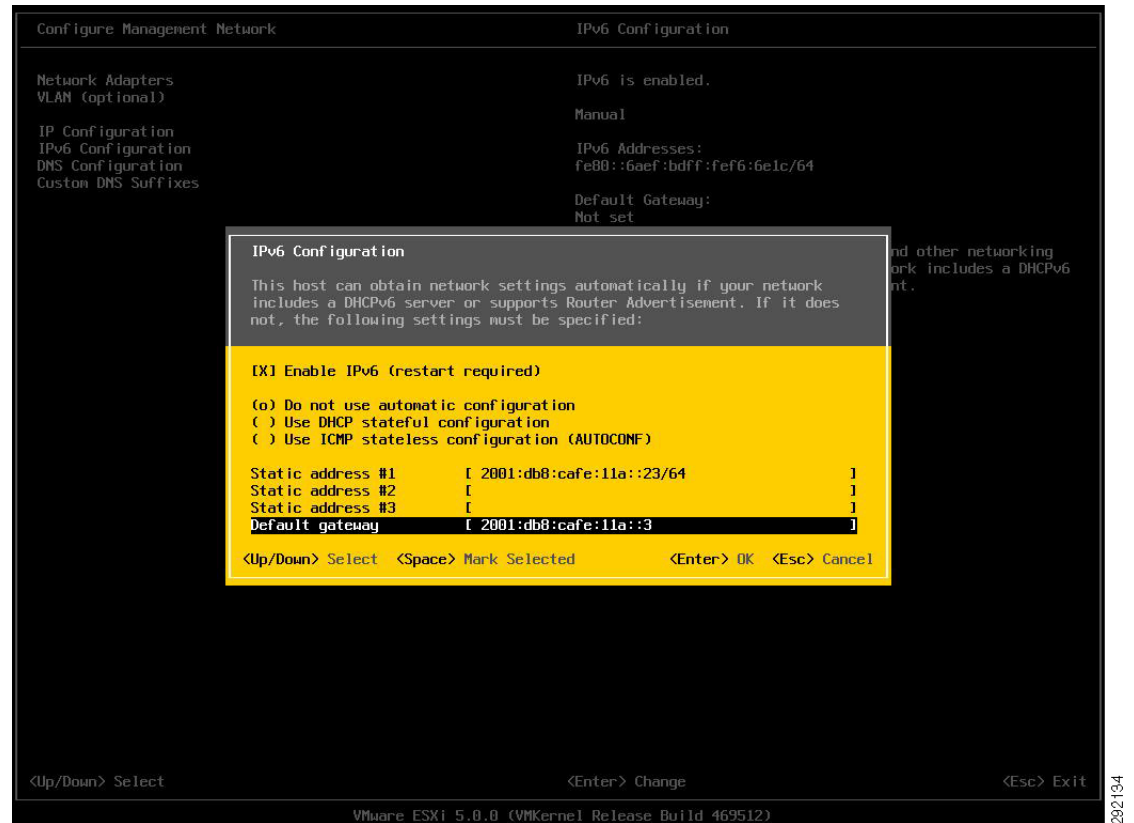 Configure Management Network
IPv6 Configuration
Network Adapters
VLAN (optional)
IP Configuration
IPv6 Configuration
DNS Configuration
Custom DNS Suffixes
IPv6 is enabled.
Manual
IPv6 Addresses:
fe80::6aef:bdff:fef6:6e1c/64
Default Gateway:
Not set
nd other networking
ork includes a DHCPv6
nt.
IPv6 Configuration
This host can obtain network settings automatically if your network
includes a DHCPv6 server or supports Router Advertisement. If it does
not, the following settings must be specified:
[X] Enable IPv6 (restart required)
(o) Do not use automatic configuration
( ) Use DHCP stateful configuration
( ) Use ICMP stateless configuration (AUTOCONF)
Static address #1 [ 2001:db8:cafe:11a::23/64 ]
Static address #2 [ ]
Static address #3 [ ]
Default gateway [ 2001:db8:cafe:11a::3 ]
<Up/Down> Select <Space> Mark Selected <Enter> OK <Esc> Cancel
<Up/Down> Select <Enter> Change <Esc> Exit
VMware ESXi 5.0.0 (VMKernel Release Build 469512)
292134